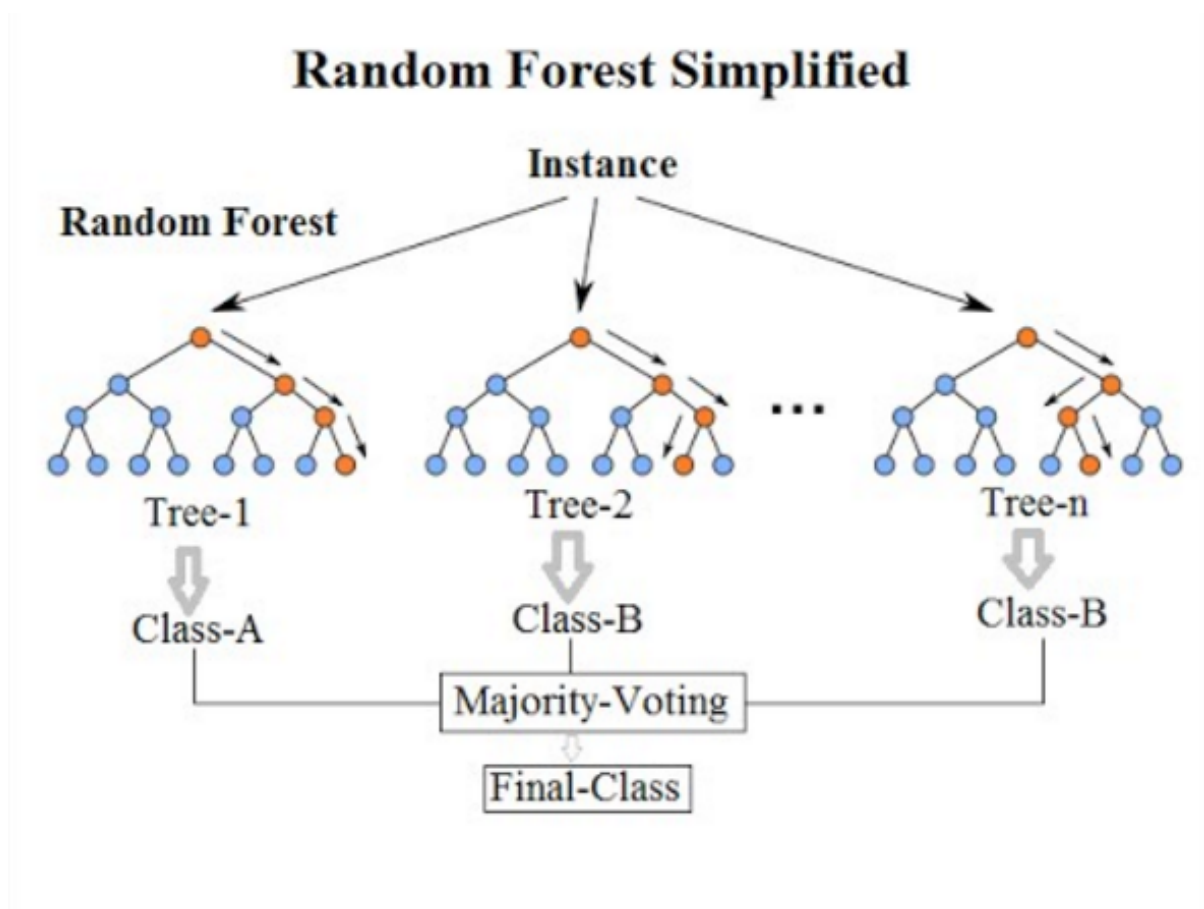 Random Forest Simplified
Instance
Random Forest
...
Tree-1
Tree-2
Tree-n
Class-A
Class-B
Class-B
Majority-Voting
Final-Class